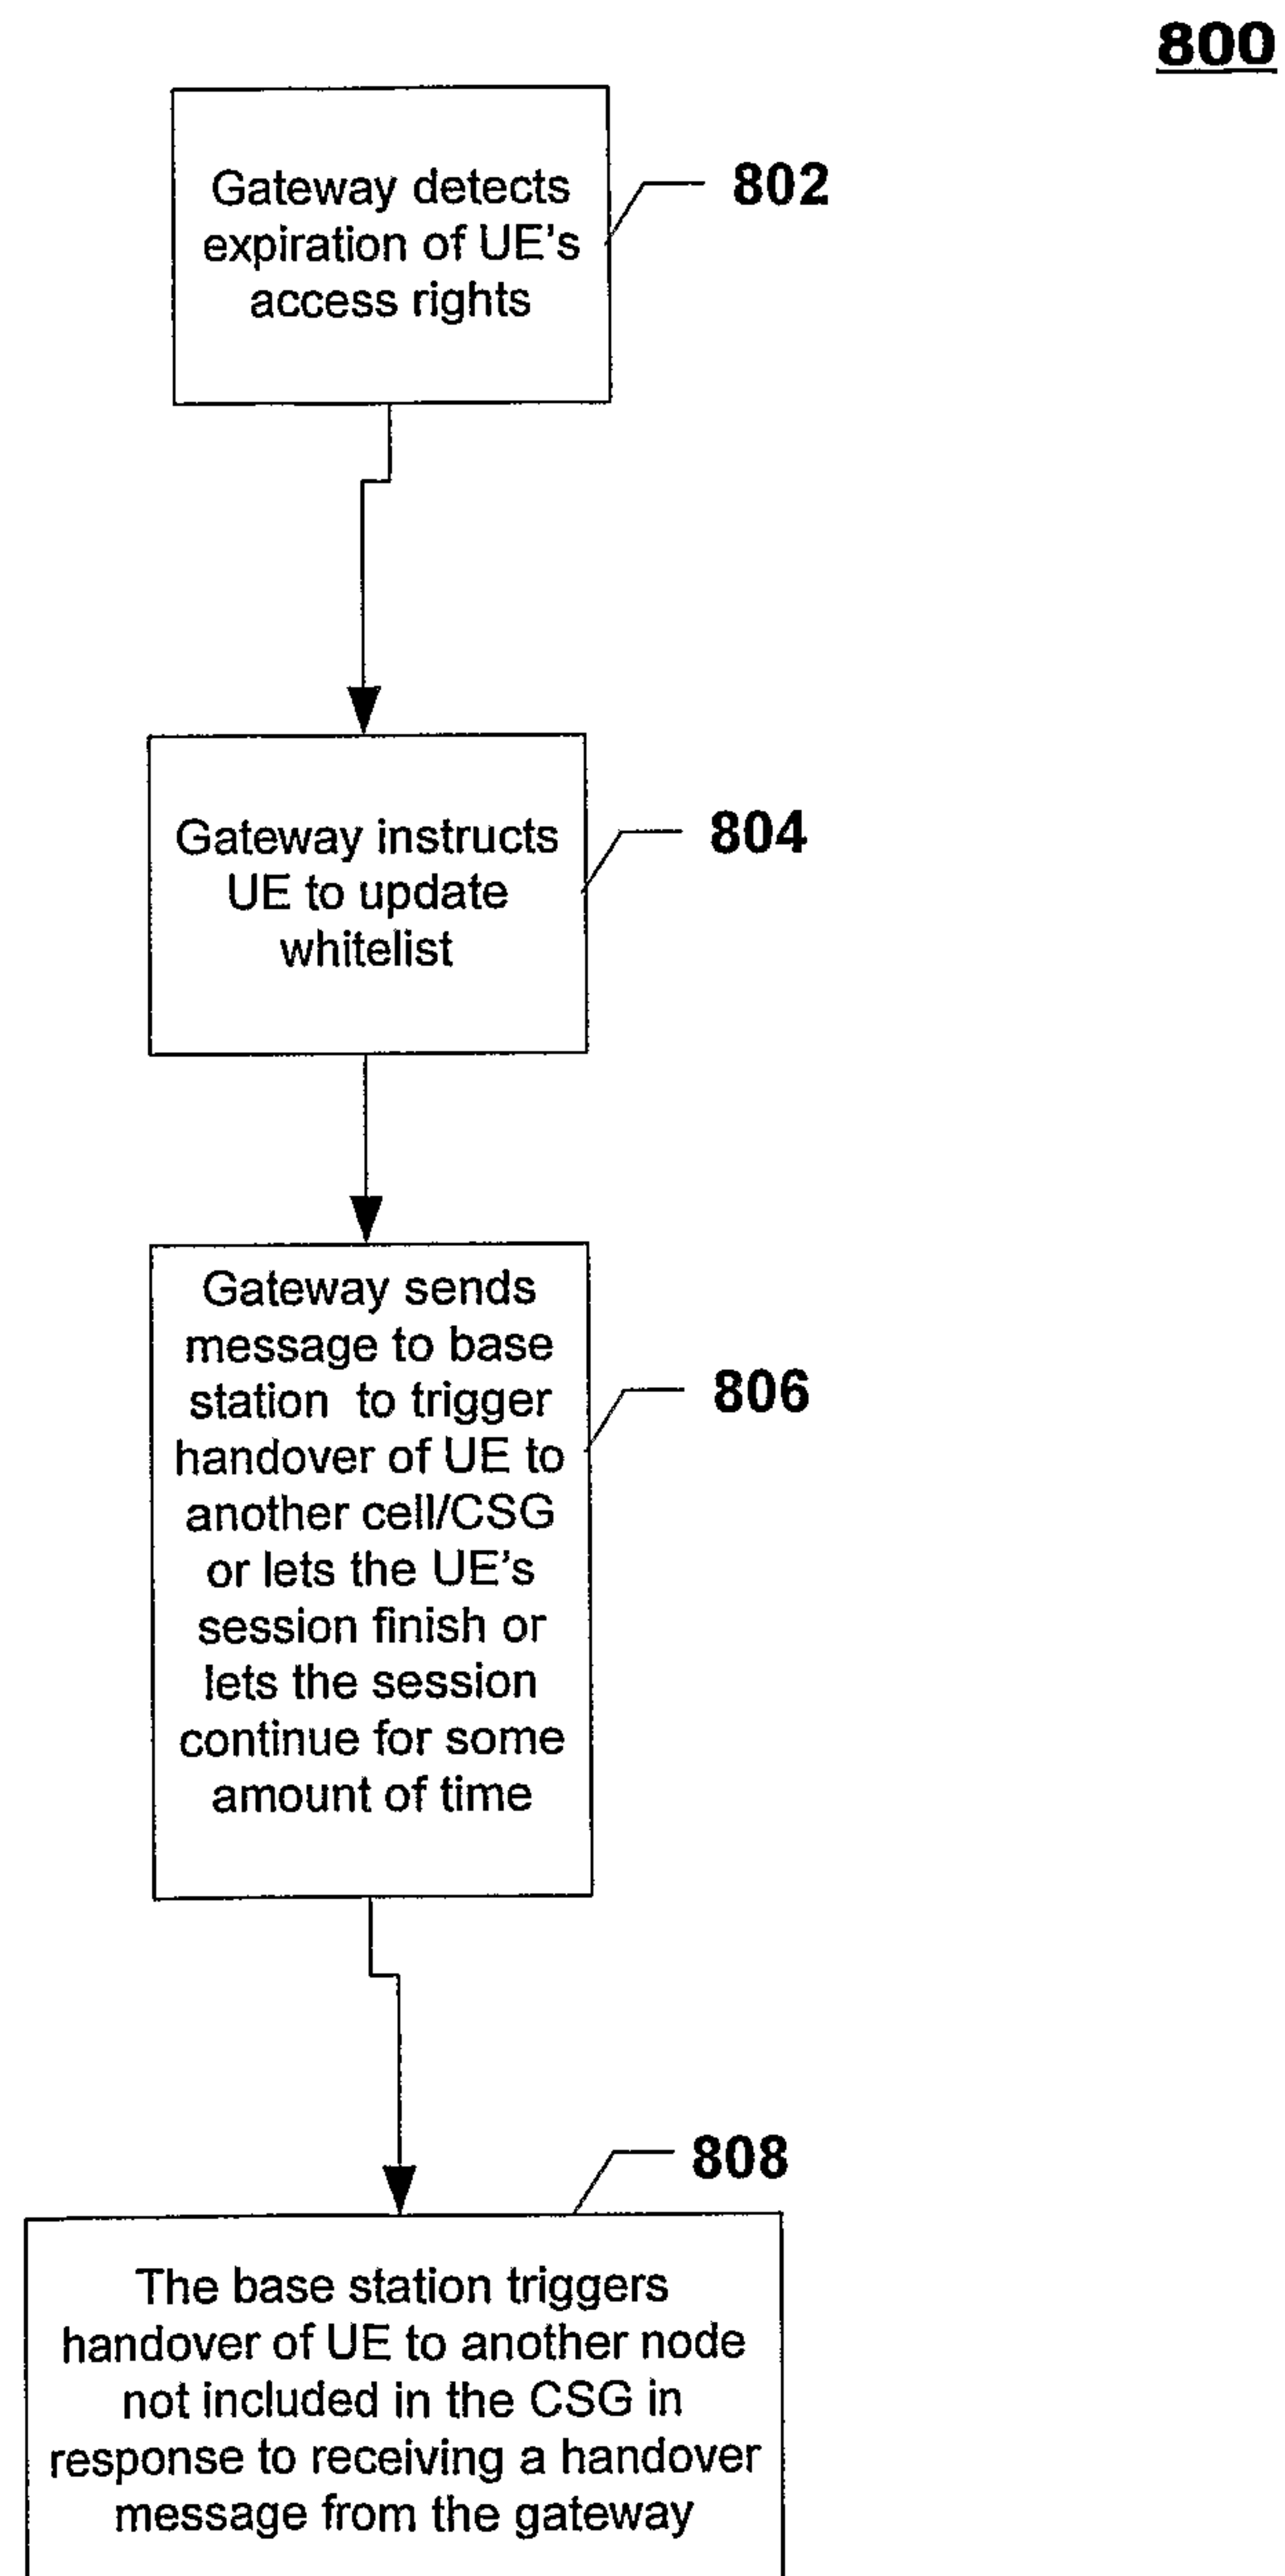 800
Gateway detects
expiration of UE's
access rights
802
Gateway instructs
UE to update
whitelist
804
Gateway sends
message to base
station to trigger
handover of UE to
another cell/CSG
or lets the UE's
session finish or
lets the session
continue for some
amount of time
806
808
The base station triggers
handover of UE to another node
not included in the CSG in
response to receiving a handover
message from the gateway